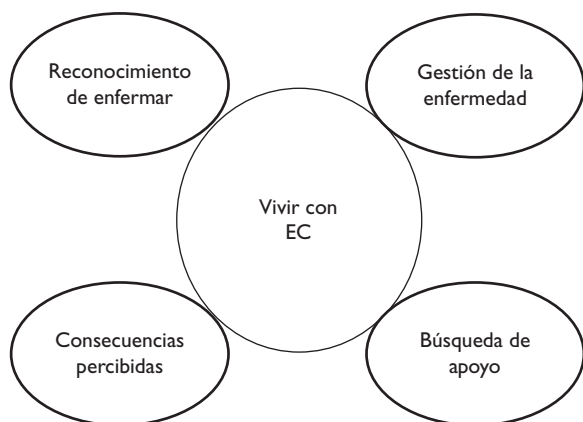 Reconocimiento
de enfermar
Gestión de la
enfermedad
Vivir con
EC
Consecuencias
percibidas
Búsqueda de
apoyo